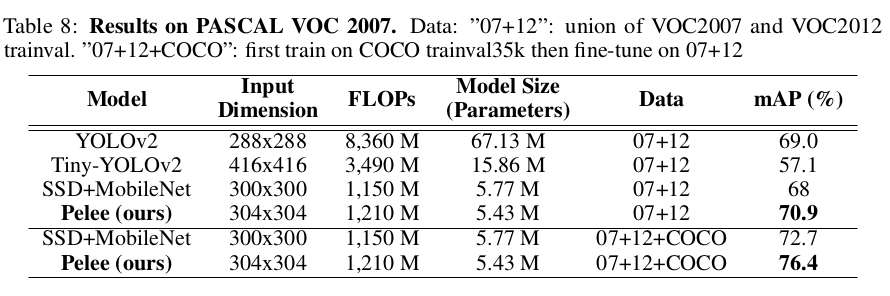 Table 8: Results on PASCAL VOC 2007. Data: ”07+12”: union of VOC2007 and VOC2012
trainval. ”07+12+COCO”: first train on COCO trainval35k then fine-tune on 07+12
Model Input Dimension FLOPs Model Size (Parameters) Data mAP (%)
YOLOv2 288x288 8,360 M 67.13 M 07+12 69.0
Tiny-YOLOv2 416x416 3,490 M 15.86 M 07+12 57.1
SSD+MobileNet 300x300 1,150 M 5.77 M 07+12 68
Pelee (ours) 304x304 1,210 M 5.43 M 07+12 70.9
SSD+MobileNet 300x300 1,150 M 5.77 M 07+12+COCO 72.7
Pelee (ours) 304x304 1,210 M 5.43 M 07+12+COCO 76.4